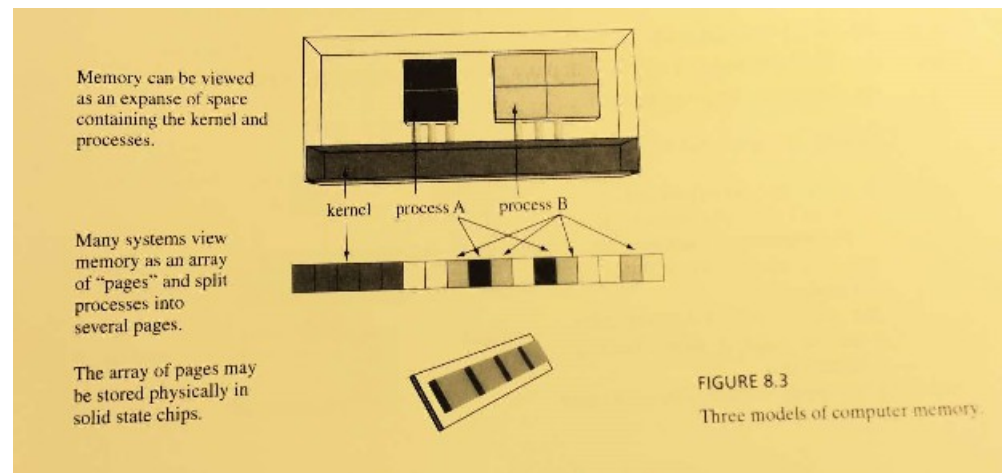 Memory can be viewed
as an expanse of space
containing the kernel and
processes.
kernel
process A
process B
Many systems view
memory as an array
of “pages” and split
processes into
several pages.
The array of pages may
be stored physically in
solid state chips.
FIGURE 8.3
Three models of computer memory.